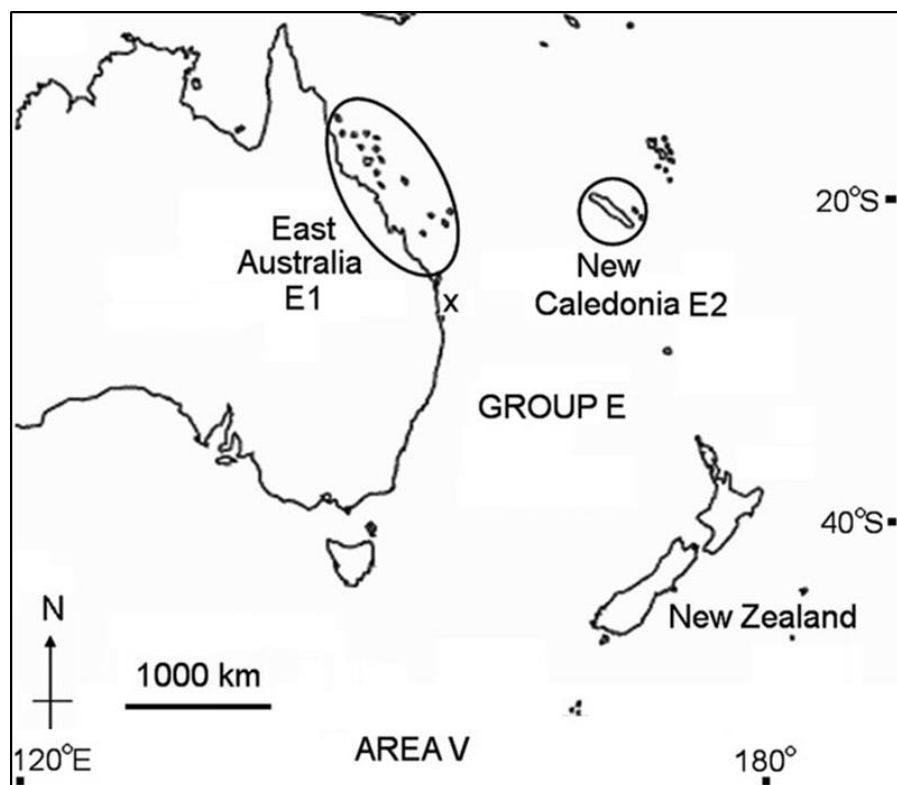 20°S
East
Australia
E1
New
Caledonia E2
x
GROUP E
40°S
N
New Zealand
1000 km
AREA V
120°E
180°